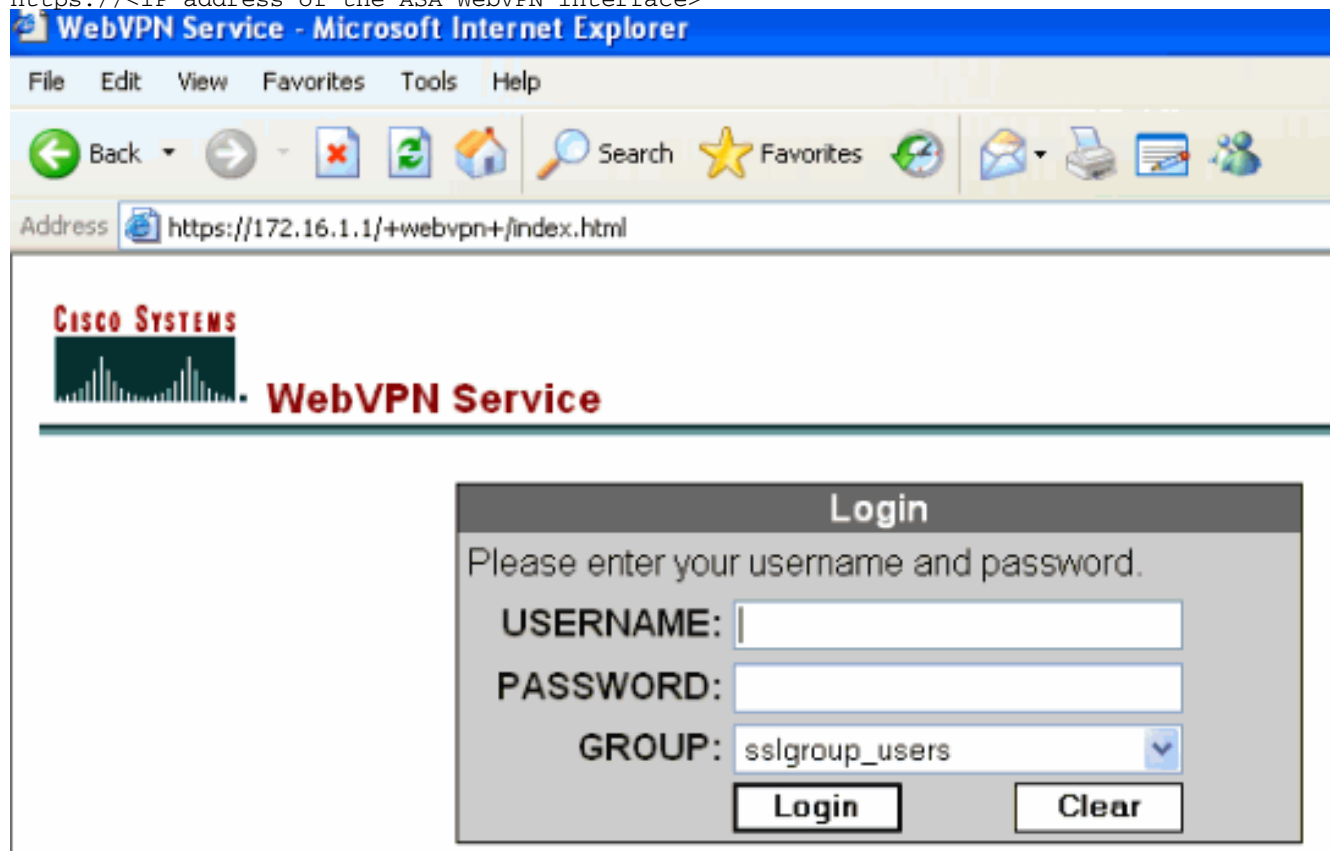 https://<IP address of the ASA WebVPN interface>
WebVPN Service - Microsoft Internet Explorer
File Edit View Favorites Tools Help
Back Search Favorites
Address https://172.16.1.1/+webvpn+/index.html
CISCO SYSTEMS
WebVPN Service
Login
Please enter your username and password.
USERNAME:
PASSWORD:
GROUP: sslgroup_users
Login Clear